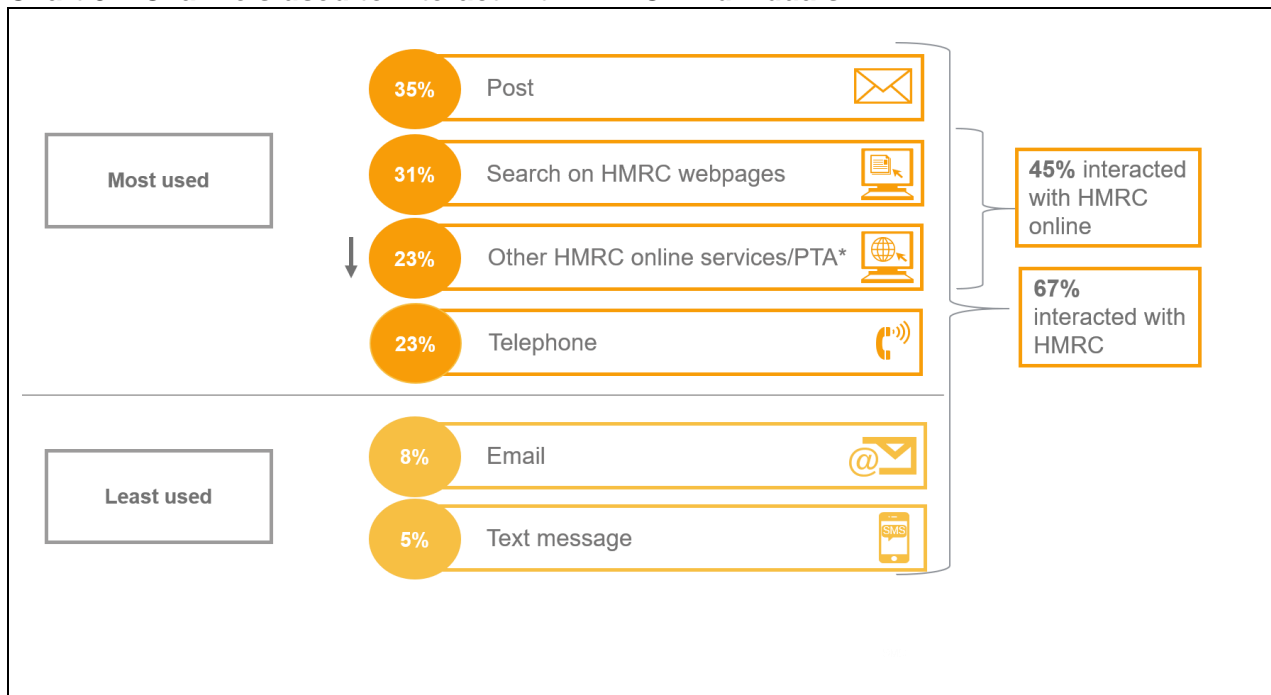 35%
Post
Most used
31%
Search on HMRC webpages
23%
Other HMRC online services/PTA*
23%
Telephone
45% interacted
with HMRC
online
67%
interacted with
HMRC
8%
Email
@
Least used
5%
Text message
SMS